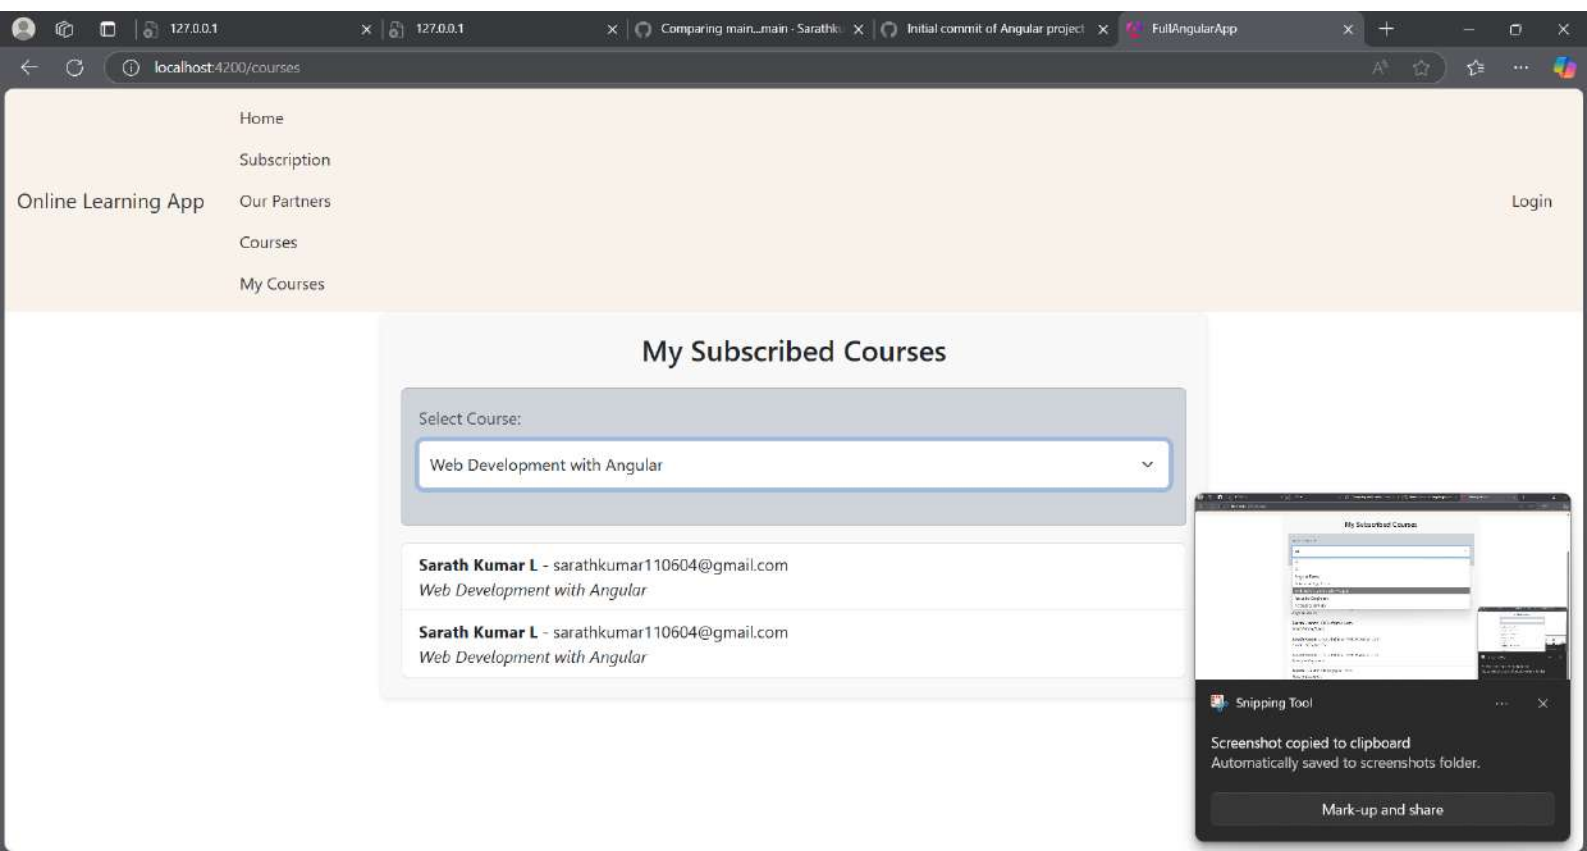 127.0.0.1
127.0.0.1
Comparing main...main · Sarathku
Initial commit of Angular project
FullAngularApp
localhost:4200/courses
Home
Subscription
Online Learning App
Our Partners
Login
Courses
My Courses
My Subscribed Courses
Select Course:
Web Development with Angular
Sarath Kumar L - sarathkumar110604@gmail.com
Web Development with Angular
Sarath Kumar L - sarathkumar110604@gmail.com
Web Development with Angular
My Subscribed Courses
Snipping Tool
Screenshot copied to clipboard
Automatically saved to screenshots folder.
Mark-up and share